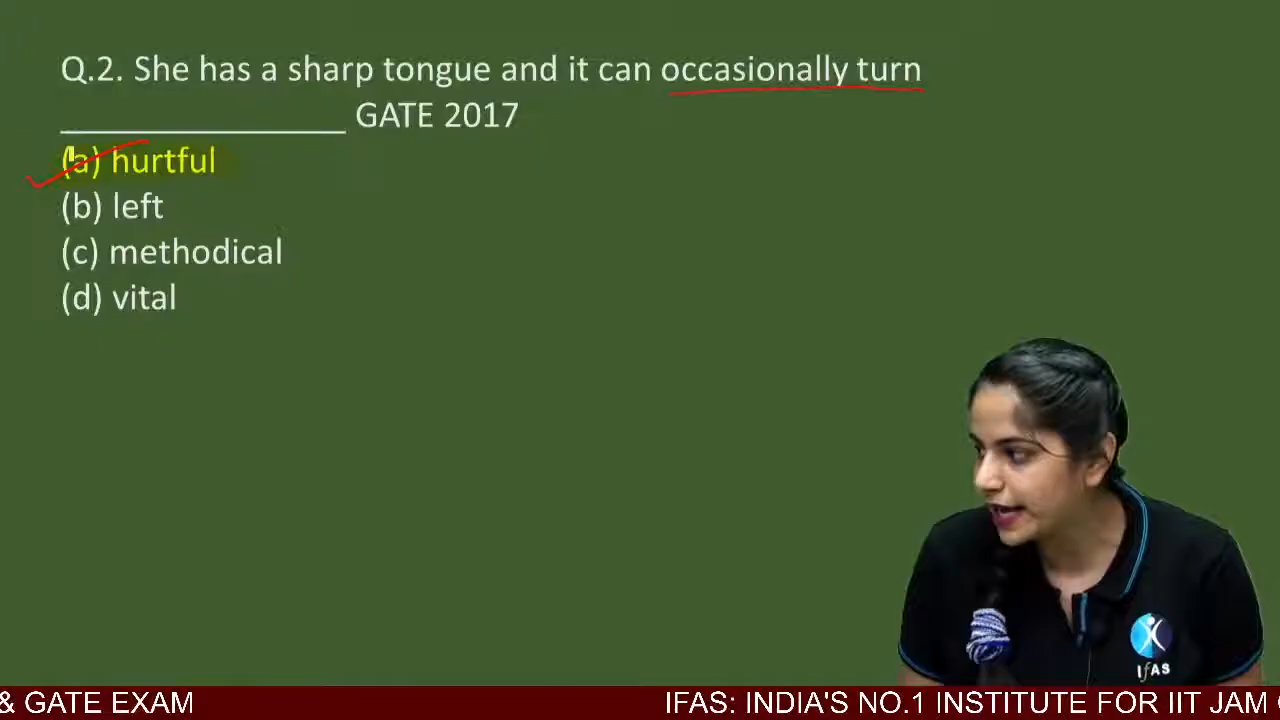 Q.2. She has a sharp tongue and it can occasionally turn
________________ GATE 2017
(a) hurtful
(b) left
(c) methodical
(d) vital
IfAS
& GATE EXAM
IFAS: INDIA'S NO.1 INSTITUTE FOR IIT JAM